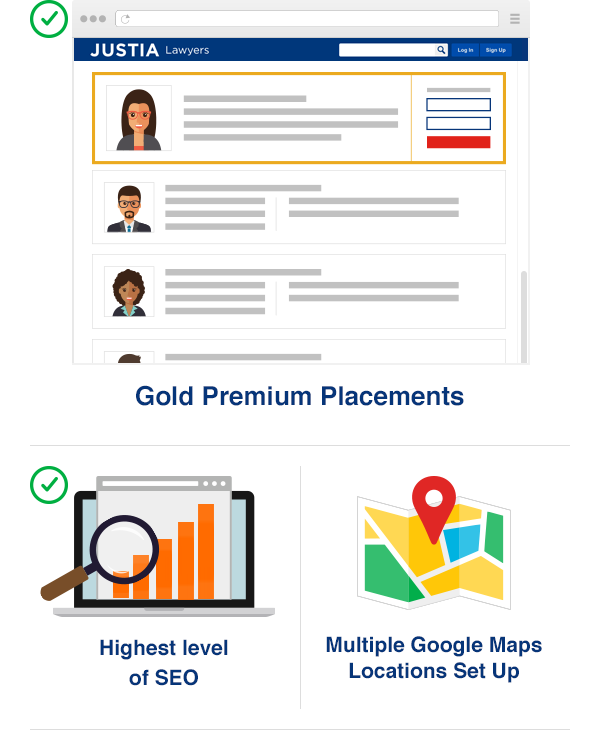 JUSTIA Lawyers
Log In
Sign Up
Gold Premium Placements
Highest level
of SEO
Multiple Google Maps
Locations Set Up